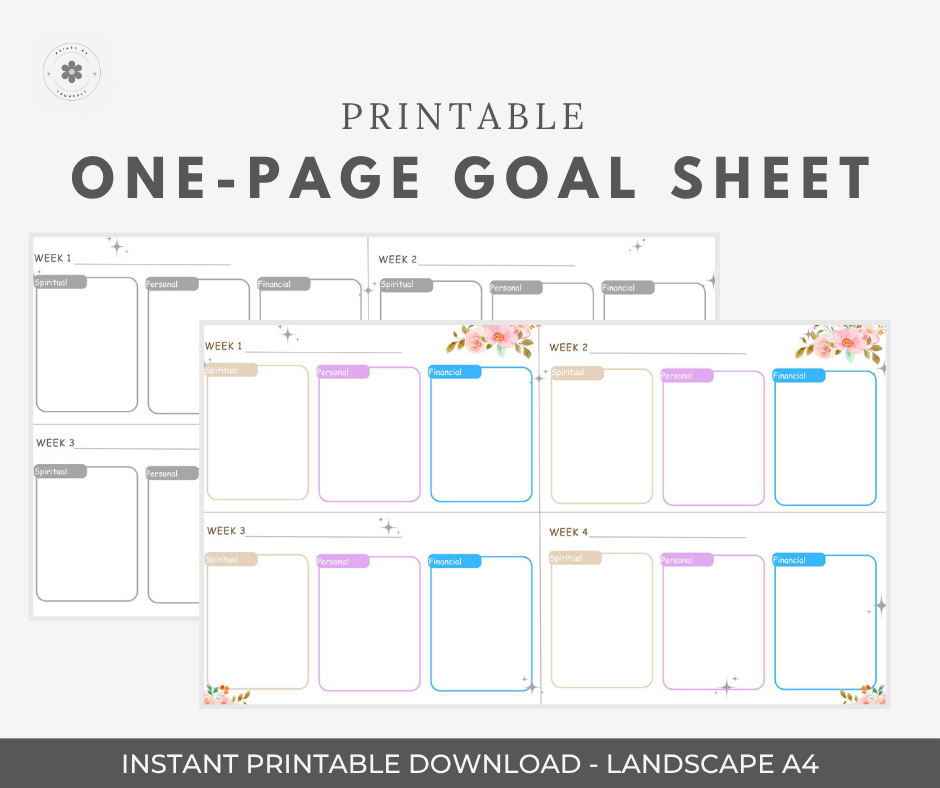 PRINTABLE
ONE-PAGE GOAL SHEET
WEEK 1
WEEK 2
Spiritual
Personal
Financial
Spiritual
Personal
Financial
WEEK 3
Spiritual
Personal
WEEK 1
WEEK 2
Spiritual
Personal
Financial
Spiritual
Personal
Financial
WEEK 3
WEEK 4
Spiritual
Personal
Financial
Spiritual
Personal
Financial
INSTANT PRINTABLE DOWNLOAD - LANDSCAPE A4